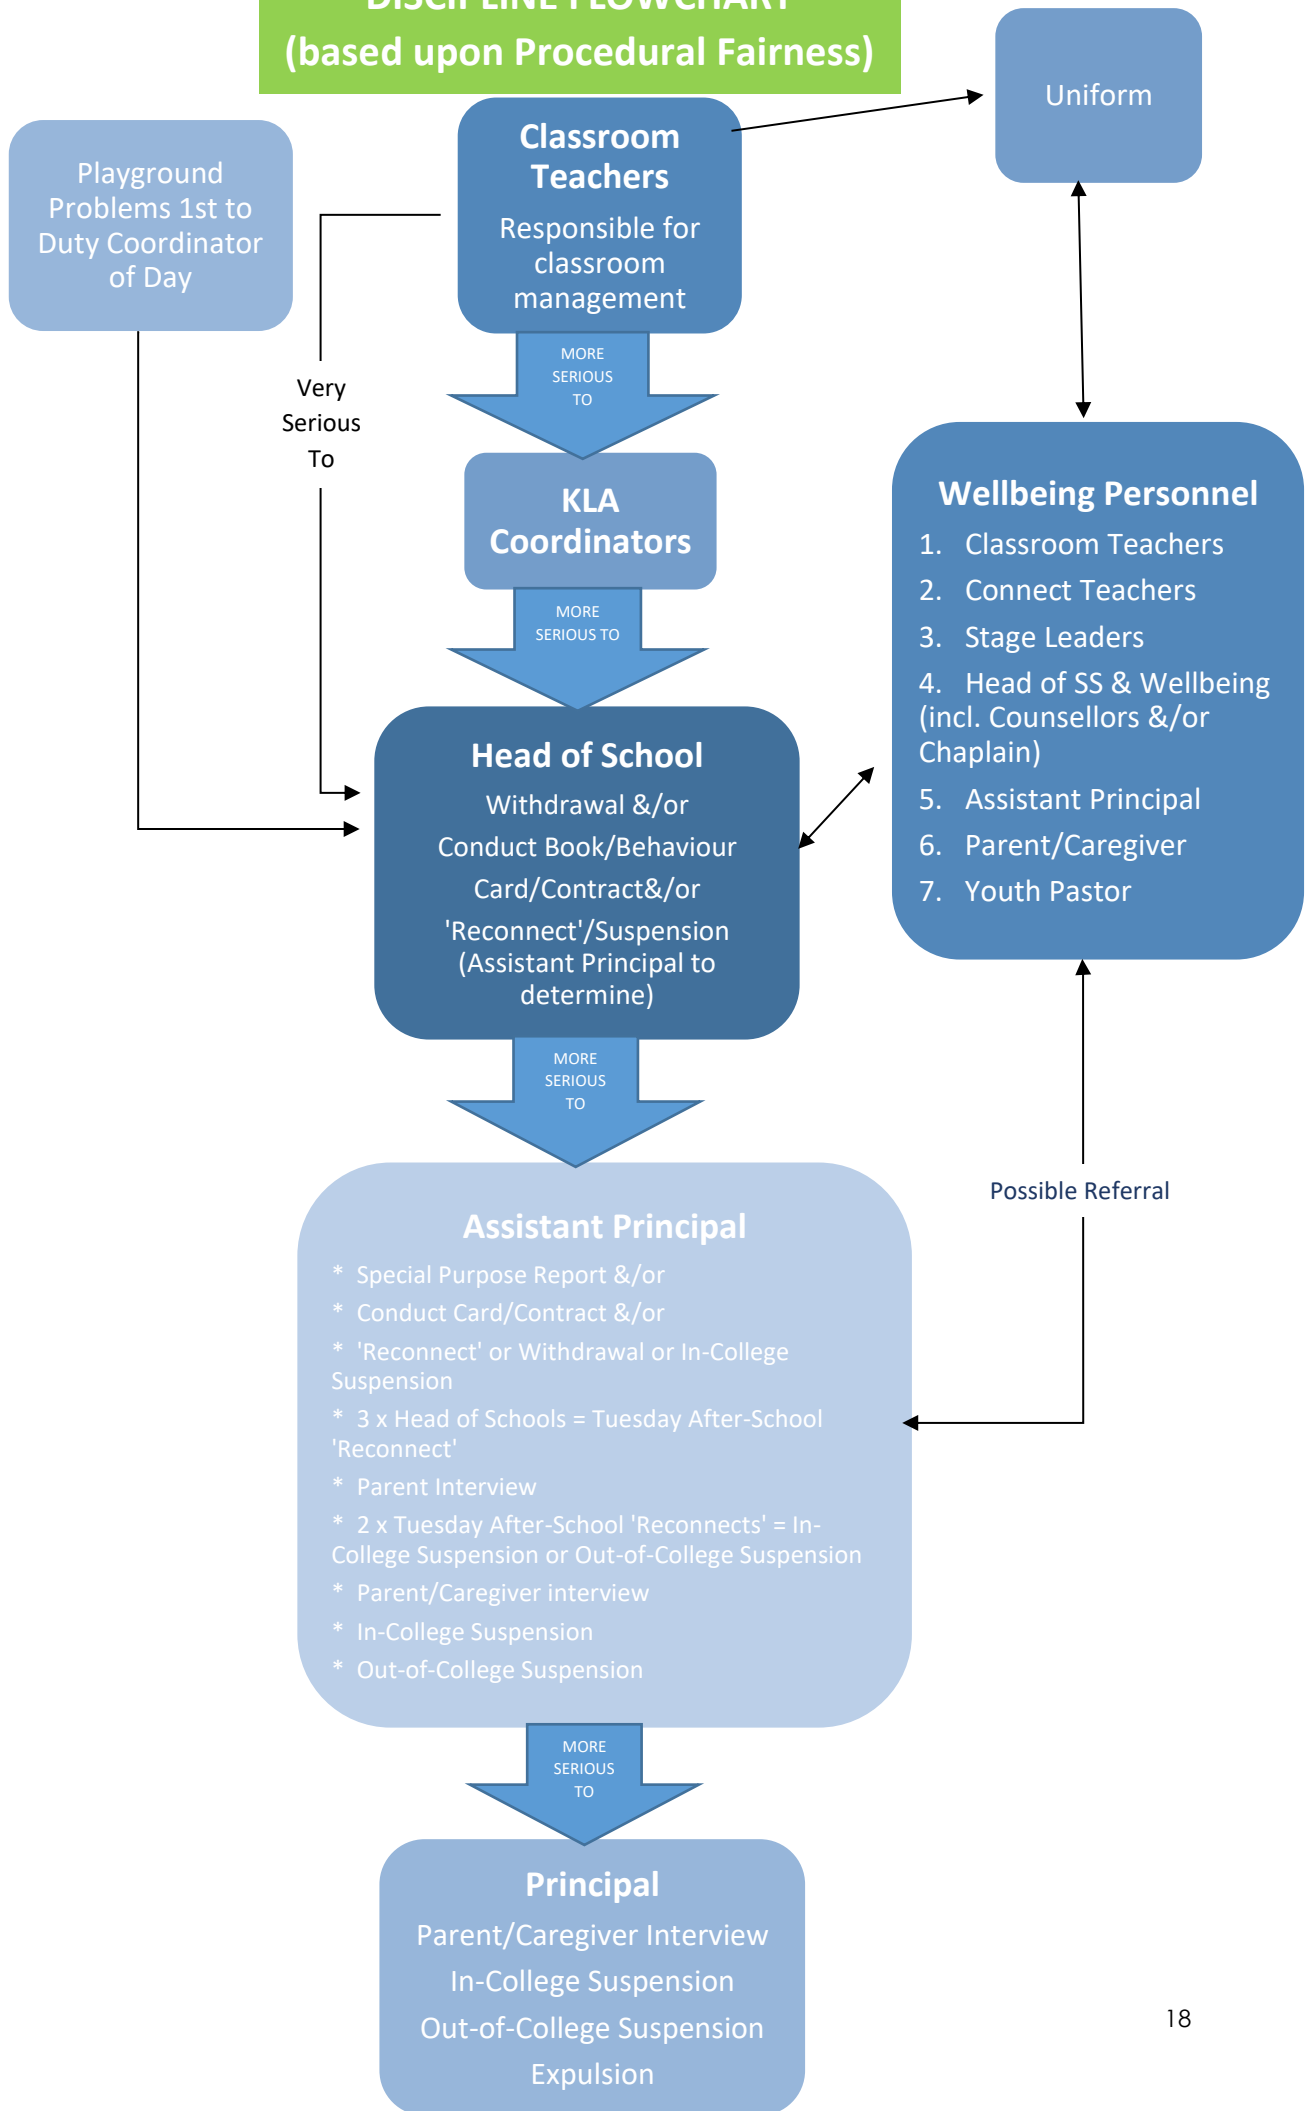 DISCIPLINE FLOWCHART
(based upon Procedural Fairness)
Uniform
Classroom
Teachers
Responsible for
classroom
management
Playground
Problems 1st to
Duty Coordinator
of Day
MORE
SERIOUS
TO
Very
Serious
To
KLA
Coordinators
MORE
SERIOUS TO
Wellbeing Personnel
1. Classroom Teachers
2. Connect Teachers
3. Stage Leaders
4. Head of SS & Wellbeing
(incl. Counsellors &/or
Chaplain)
5. Assistant Principal
6. Parent/Caregiver
7. Youth Pastor
Head of School
Withdrawal &/or
Conduct Book/Behaviour
Card/Contract&/or
'Reconnect'/Suspension
(Assistant Principal to
determine)
MORE
SERIOUS
TO
Possible Referral
Assistant Principal
* Special Purpose Report &/or
* Conduct Card/Contract &/or
* 'Reconnect' or Withdrawal or In-College
Suspension
* 3 x Head of Schools = Tuesday After-School
'Reconnect'
* Parent Interview
* 2 x Tuesday After-School 'Reconnects' = In-
College Suspension or Out-of-College Suspension
* Parent/Caregiver interview
* In-College Suspension
* Out-of-College Suspension
MORE
SERIOUS
TO
Principal
Parent/Caregiver Interview
In-College Suspension
Out-of-College Suspension
Expulsion
18